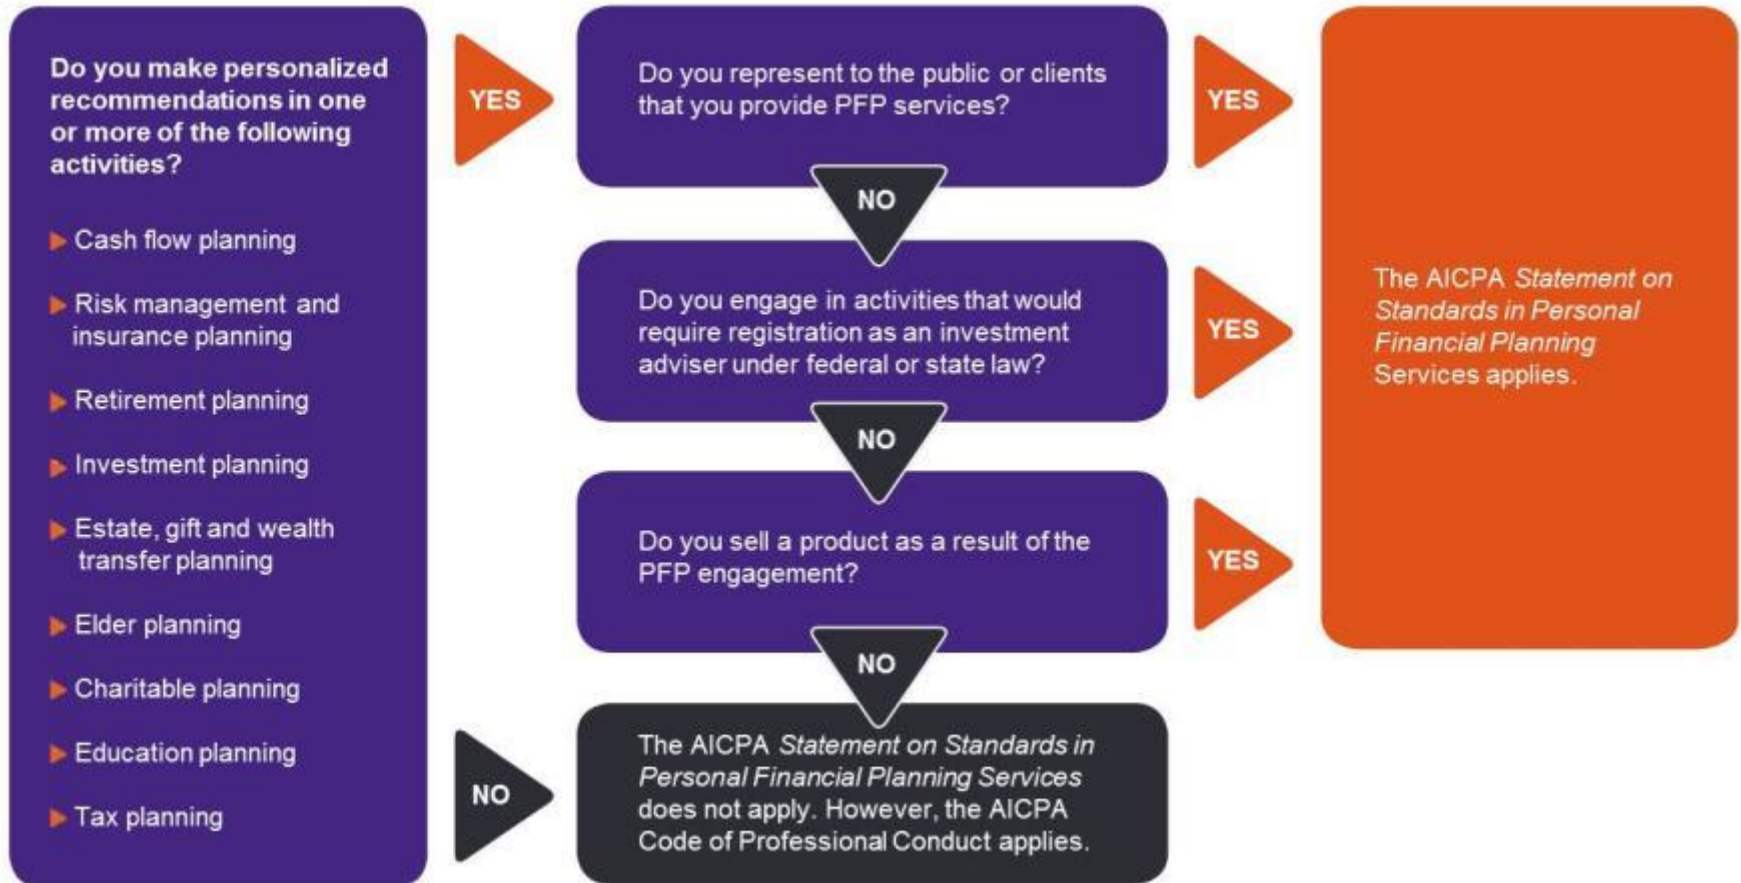 Do you make personalized
recommendations in one
or more of the following
activities?
Cash flow planning
Risk management and
insurance planning
Retirement planning
Investment planning
Estate, gift and wealth
transfer planning
Elder planning
Charitable planning
Education planning
Tax planning
YES
NO
Do you represent to the public or clients
that you provide PFP services?
YES
NO
Do you engage in activities that would
require registration as an investment
adviser under federal or state law?
YES
NO
Do you sell a product as a result of the
PFP engagement?
YES
NO
The AICPA Statement on Standards in
Personal Financial Planning Services
does not apply. However, the AICPA
Code of Professional Conduct applies.
The AICPA Statement on
Standards in Personal
Financial Planning
Services applies.